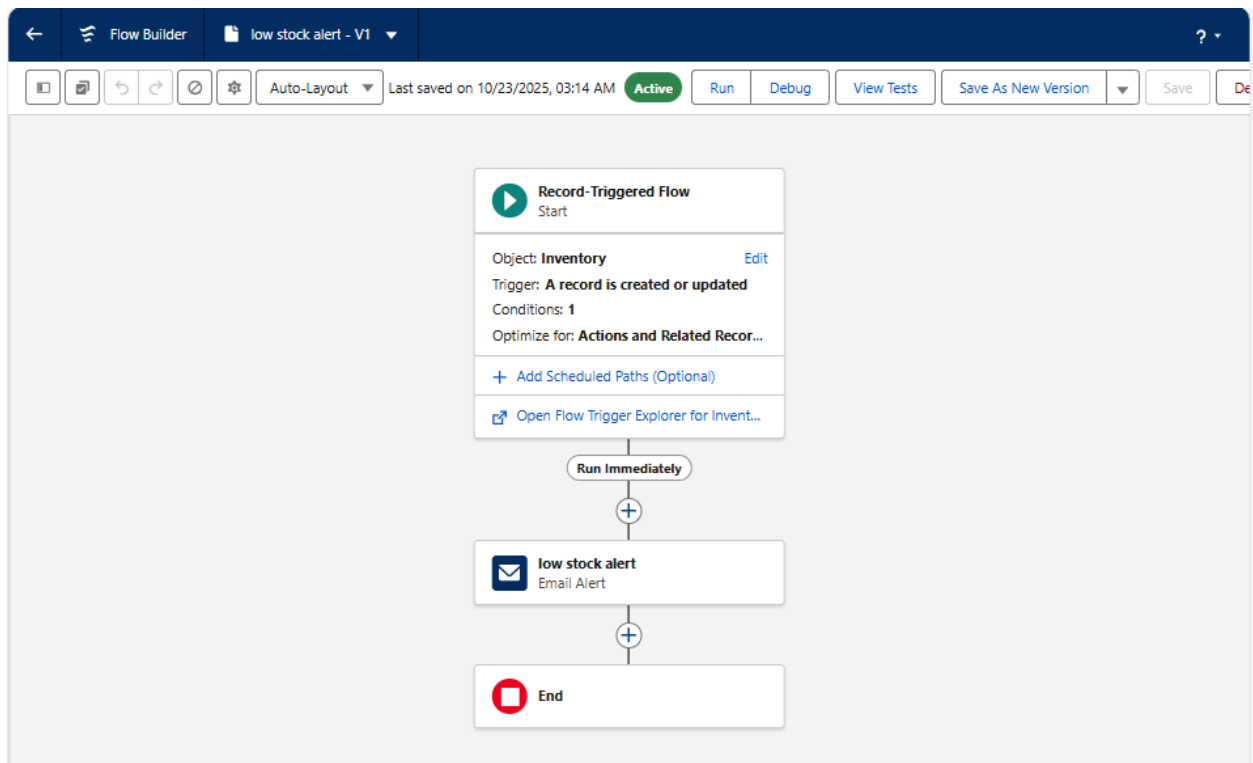 Flow Builder
low stock alert - V1
?
Auto-Layout
Last saved on 10/23/2025, 03:14 AM
Active
Run
Debug
View Tests
Save As New Version
Save
De
Record-Triggered Flow
Start
Object: Inventory
Edit
Trigger: A record is created or updated
Conditions: 1
Optimize for: Actions and Related Recor...
+ Add Scheduled Paths (Optional)
Open Flow Trigger Explorer for Invent...
Run Immediately
low stock alert
Email Alert
End